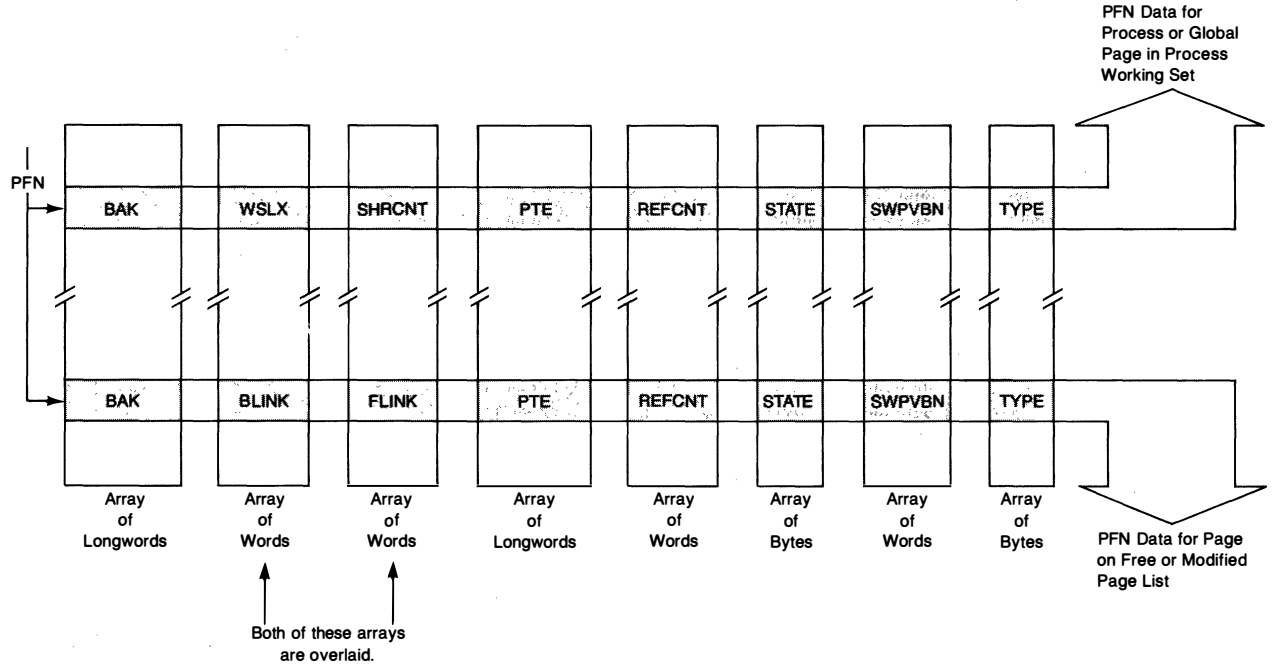 PFN Data for
Process or Global
Page in Process
Working Set
PFN
BAK WSLX SHRCNT PTE REFCNT STATE SWPVBN TYPE
BAK BLINK FLINK PTE REFCNT STATE SWPVBN TYPE
Array Array Array Array Array Array Array Array
of of of of of of of of
Longwords Words Words Longwords Words Bytes Words Bytes
PFN Data for Page
on Free or Modified
Page List
Both of these arrays
are overlaid.